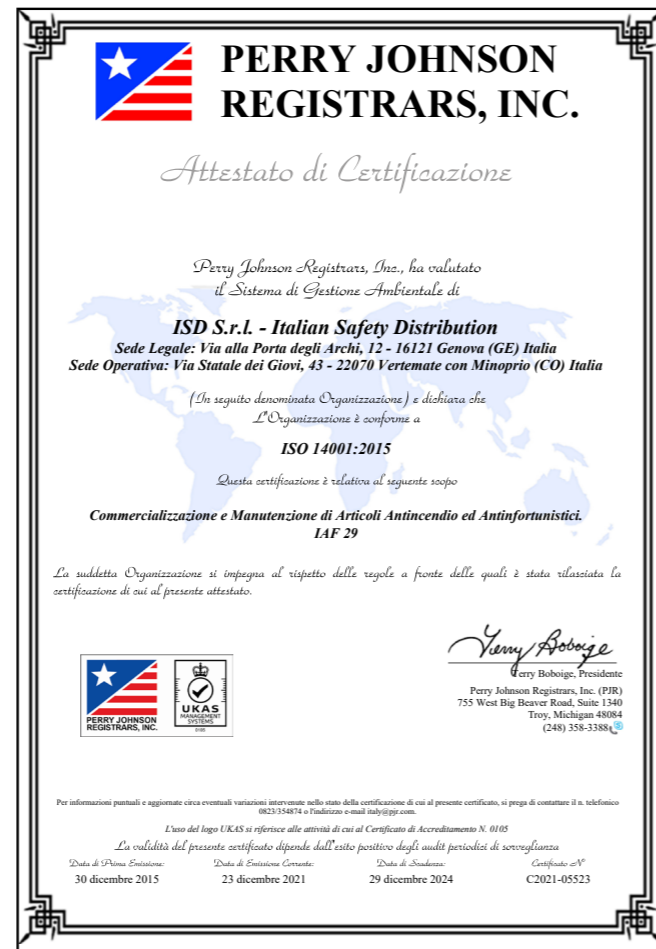 PERRY JOHNSON
REGISTRARS, INC.
Attestato di Certificazione
Perry Johnson Registrars, Inc., ha valutato
il Sistema di Gestione Ambientale di
ISD S.r.l. - Italian Safety Distribution
Sede Legale: Via alla Porta degli Archi, 12 - 16121 Genova (GE) Italia
Sede Operativa: Via Statale dei Giovi, 43 - 22070 Vertemate con Minoprio (CO) Italia
(In seguito denominata Organizzazione) e dichiara che
L'Organizzazione è conforme a
ISO 14001:2015
Questa certificazione è relativa al seguente scopo
Commercializzazione e Manutenzione di Articoli Antincendio ed Antinfortunistici.
IAF 29
La suddetta Organizzazione si impegna al rispetto delle regole a fronte delle quali è stata rilasciata la
certificazione di cui al presente attestato.
Terry Boboige
Terry Boboige, Presidente
Perry Johnson Registrars, Inc. (PJR)
755 West Big Beaver Road, Suite 1340
Troy, Michigan 48084
(248) 358-3388
PERRY JOHNSON
REGISTRARS, INC.
UKAS
MANAGEMENT
SYSTEMS
0105
Per informazioni puntuali e aggiornate circa eventuali variazioni intervenute nello stato della certificazione di cui al presente certificato, si prega di contattare il n. telefonico
0823/354874 o l'indirizzo e-mail italy@pjr.com.
L'uso del logo UKAS si riferisce alle attività di cui al Certificato di Accreditamento N. 0105
La validità del presente certificato dipende dall'esito positivo degli audit periodici di sorveglianza
Data di Prima Emissione: Data di Emissione Corrente: Data di Scadenza: Certificato N°
30 dicembre 2015 23 dicembre 2021 29 dicembre 2024 C2021-05523